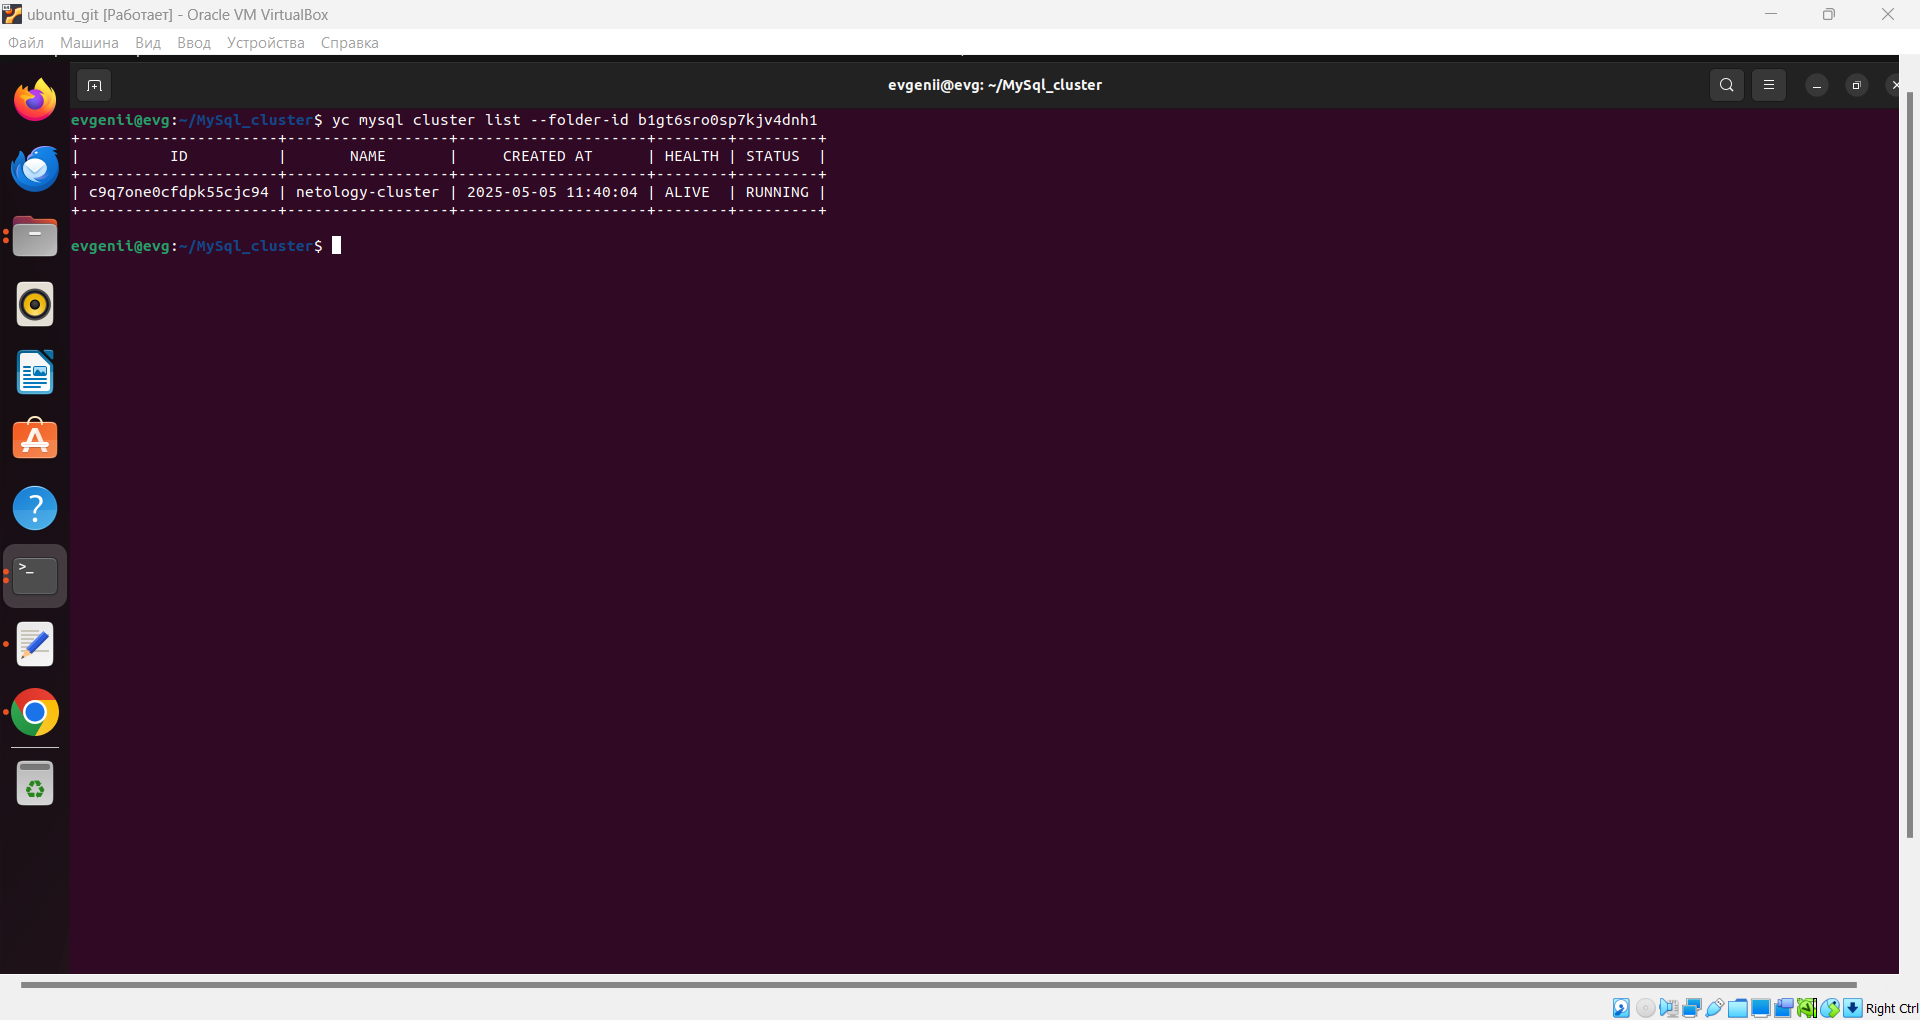 ubuntu_git [Работает] - Oracle VM VirtualBox
Файл Машина Вид Ввод Устройства Справка
evgenii@evg: ~/MySql_cluster
evgenii@evg:~/MySql_cluster$ yc mysql cluster list --folder-id b1gt6sro0sp7kjv4dnh1
+----------------------+------------------+---------------------+--------+---------+
|          ID          |       NAME       |     CREATED AT      | HEALTH | STATUS  |
+----------------------+------------------+---------------------+--------+---------+
| c9q7one0cfdpk55cjc94 | netology-cluster | 2025-05-05 11:40:04 | ALIVE  | RUNNING |
+----------------------+------------------+---------------------+--------+---------+
evgenii@evg:~/MySql_cluster$
Right Ctrl